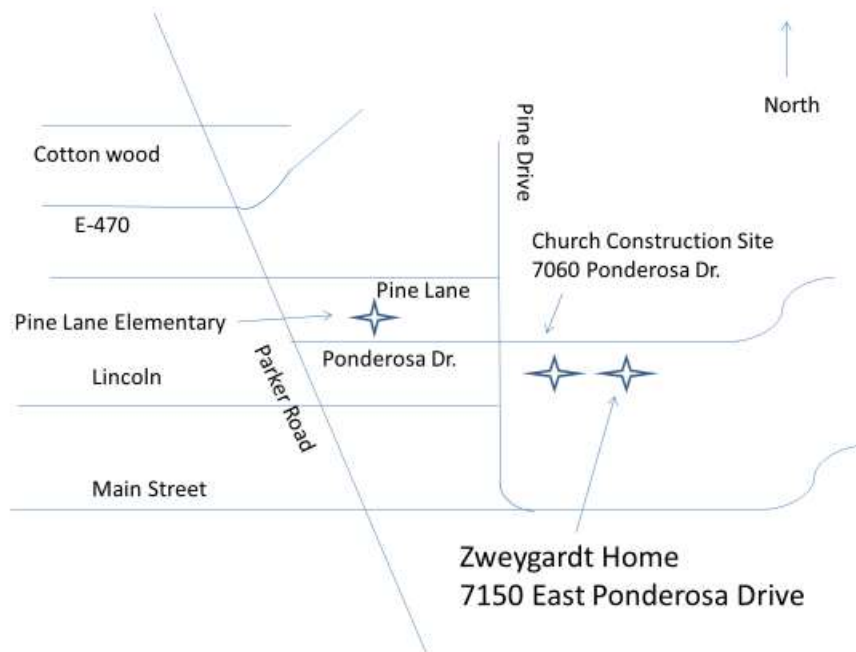 North
Pine Drive
Cotton wood
E-470
Church Construction Site
7060 Ponderosa Dr.
Pine Lane
Pine Lane Elementary
Ponderosa Dr.
Parker Road
Lincoln
Main Street
Zweygardt Home
7150 East Ponderosa Drive